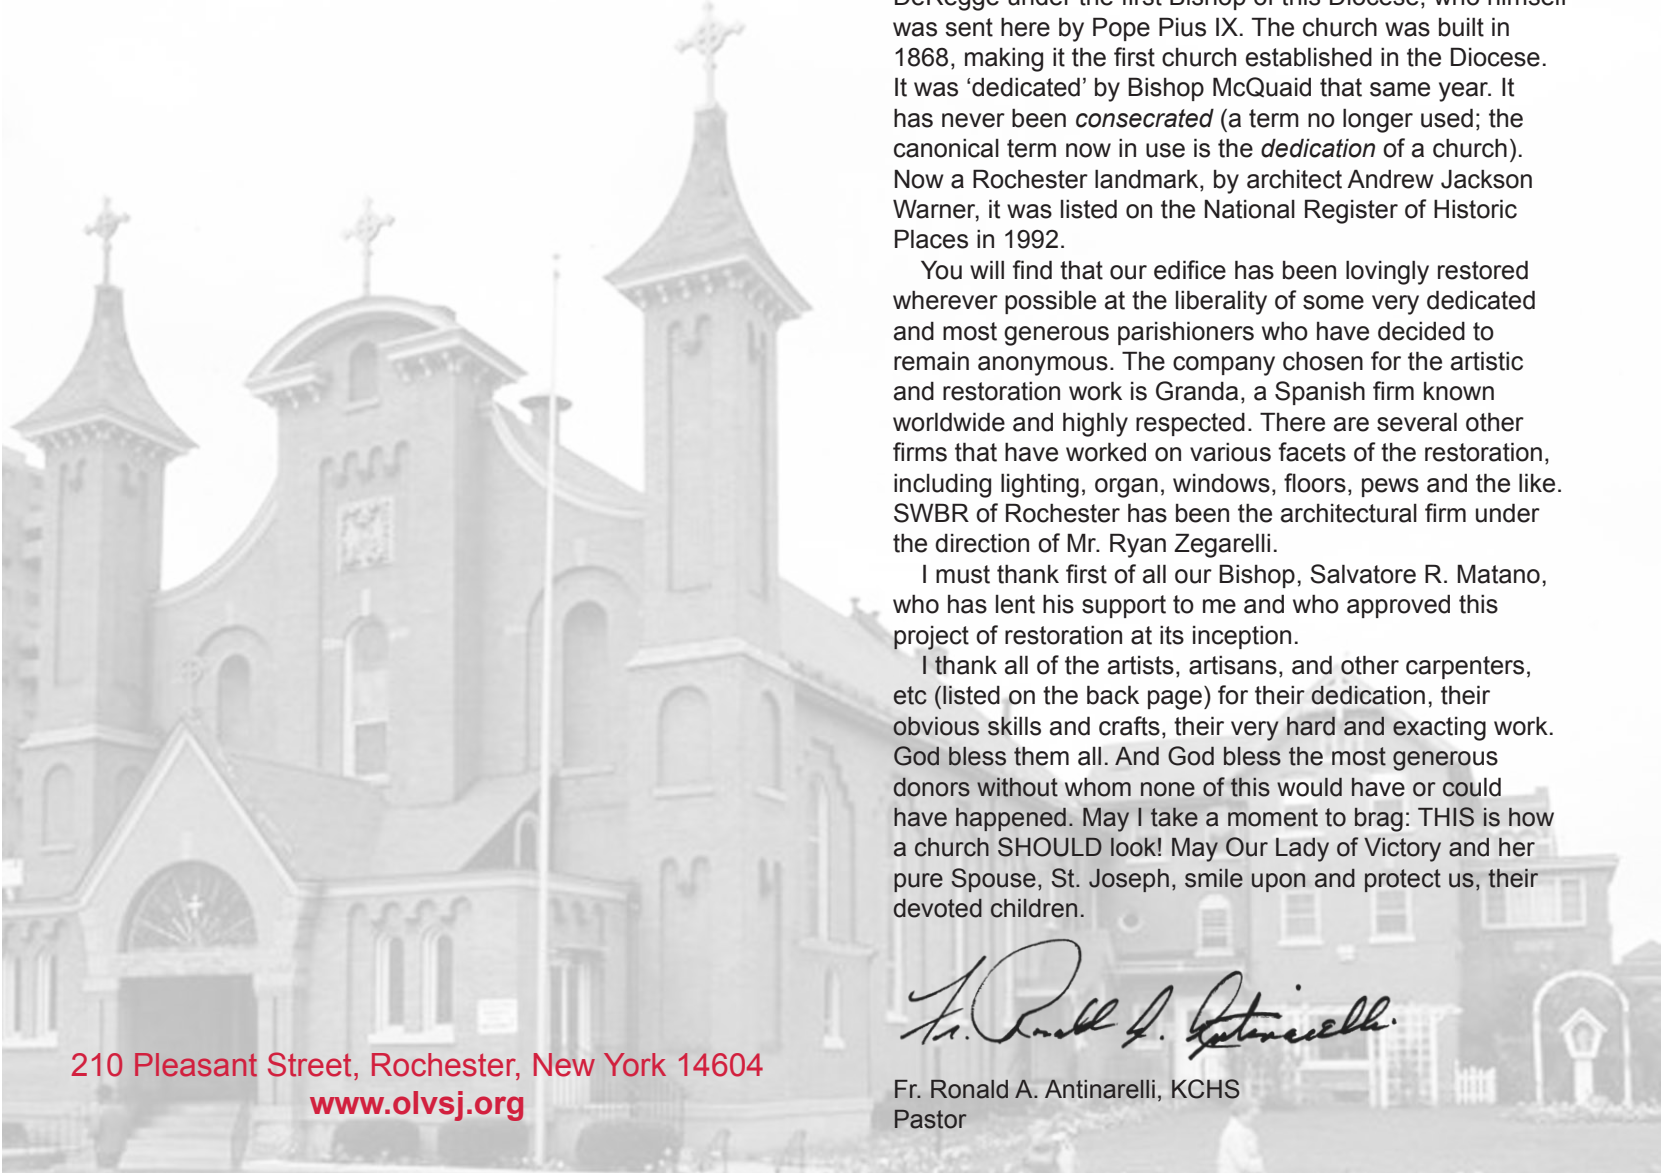 DeRegge under the first Bishop of this Diocese, who himself
was sent here by Pope Pius IX. The church was built in
1868, making it the first church established in the Diocese.
It was ‘dedicated’ by Bishop McQuaid that same year. It
has never been consecrated (a term no longer used; the
canonical term now in use is the dedication of a church).
Now a Rochester landmark, by architect Andrew Jackson
Warner, it was listed on the National Register of Historic
Places in 1992.
You will find that our edifice has been lovingly restored
wherever possible at the liberality of some very dedicated
and most generous parishioners who have decided to
remain anonymous. The company chosen for the artistic
and restoration work is Granda, a Spanish firm known
worldwide and highly respected. There are several other
firms that have worked on various facets of the restoration,
including lighting, organ, windows, floors, pews and the like.
SWBR of Rochester has been the architectural firm under
the direction of Mr. Ryan Zegarelli.
I must thank first of all our Bishop, Salvatore R. Matano,
who has lent his support to me and who approved this
project of restoration at its inception.
I thank all of the artists, artisans, and other carpenters,
etc (listed on the back page) for their dedication, their
obvious skills and crafts, their very hard and exacting work.
God bless them all. And God bless the most generous
donors without whom none of this would have or could
have happened. May I take a moment to brag: THIS is how
a church SHOULD look! May Our Lady of Victory and her
pure Spouse, St. Joseph, smile upon and protect us, their
devoted children.
Fr. Ronald A. Antinarelli.
Fr. Ronald A. Antinarelli, KCHS
Pastor
210 Pleasant Street, Rochester, New York 14604
www.olvsj.org